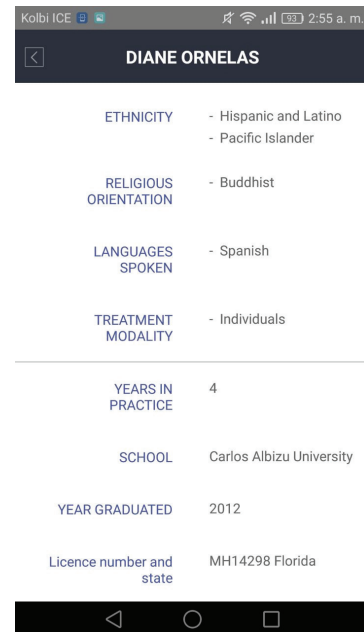 Kolbi ICE 93 2:55 a. m.
DIANE ORNELAS
ETHNICITY - Hispanic and Latino
- Pacific Islander
RELIGIOUS - Buddhist
ORIENTATION
LANGUAGES - Spanish
SPOKEN
TREATMENT - Individuals
MODALITY
YEARS IN 4
PRACTICE
SCHOOL Carlos Albizu University
YEAR GRADUATED 2012
Licence number and MH14298 Florida
state